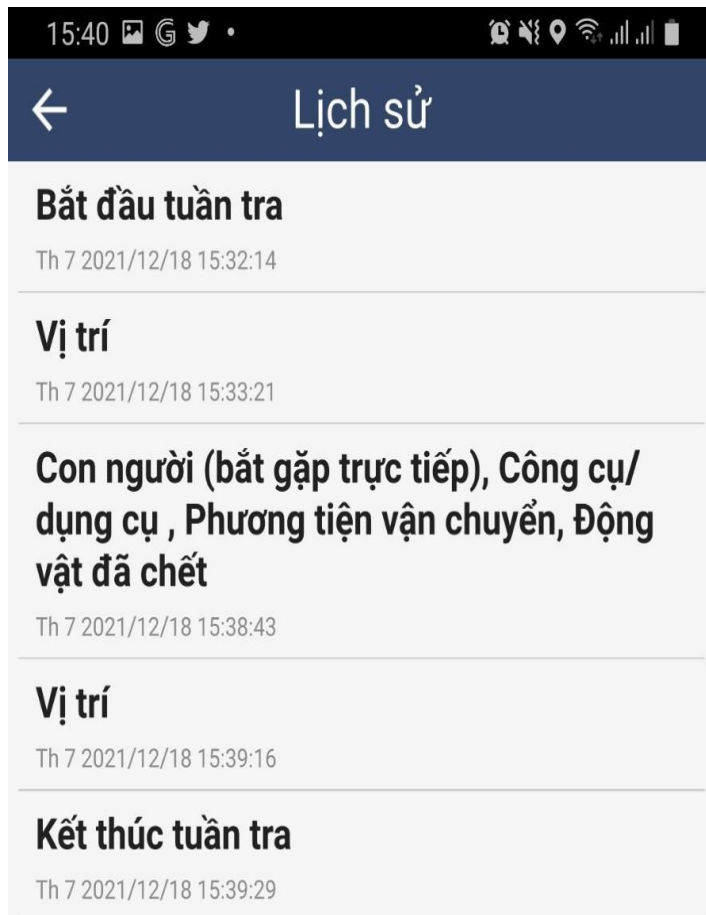 15:40
Lịch sử
Bắt đầu tuần tra
Th 7 2021/12/18 15:32:14
Vị trí
Th 7 2021/12/18 15:33:21
Con người (bắt gặp trực tiếp), Công cụ/
dụng cụ , Phương tiện vận chuyển, Động
vật đã chết
Th 7 2021/12/18 15:38:43
Vị trí
Th 7 2021/12/18 15:39:16
Kết thúc tuần tra
Th 7 2021/12/18 15:39:29